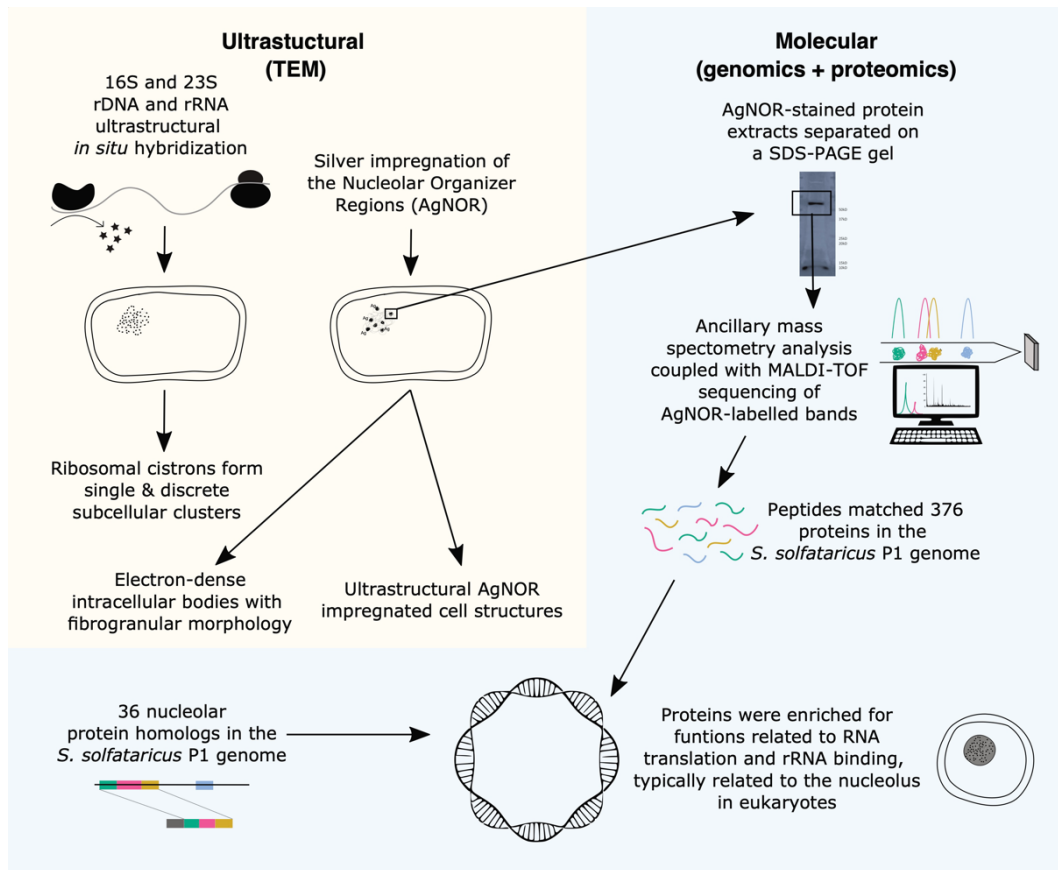 Ultrastuctural
(TEM)
16S and 23S
rDNA and rRNA
ultrastructural
in situ hybridization
Silver impregnation of
the Nucleolar Organizer
Regions (AgNOR)
Ribosomal cistrons form
single & discrete
subcellular clusters
Electron-dense
intracellular bodies with
fibrogranular morphology
Ultrastructural AgNOR
impregnated cell structures
Molecular
(genomics + proteomics)
AgNOR-stained protein
extracts separated on
a SDS-PAGE gel
Ancillary mass
spectometry analysis
coupled with MALDI-TOF
sequencing of
AgNOR-labelled bands
Peptides matched 376
proteins in the
S. solfataricus P1 genome
36 nucleolar
protein homologs in the
S. solfataricus P1 genome
Proteins were enriched for
funtions related to RNA
translation and rRNA binding,
typically related to the nucleolus
in eukaryotes